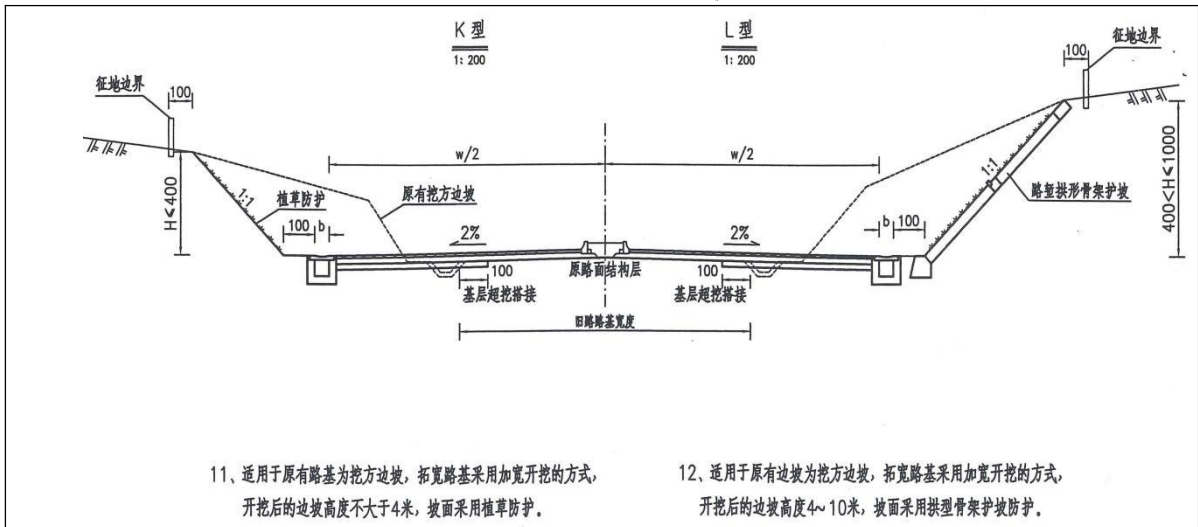 K型
1: 200
L型
1: 200
征地边界
100
征地边界
100
w/2
w/2
H≤400
1:1
植草防护
原有挖方边坡
1:1
路堑拱形骨架护坡
400<H≤1000
100
b
2%
2%
b
100
100
原路面结构层
100
基层超挖搭接
基层超挖搭接
旧路路基宽度
11、适用于原有路基为挖方边坡，拓宽路基采用加宽开挖的方式，
开挖后的边坡高度不大于4米，坡面采用植草防护。
12、适用于原有边坡为挖方边坡，拓宽路基采用加宽开挖的方式，
开挖后的边坡高度4~10米，坡面采用拱型骨架护坡防护。